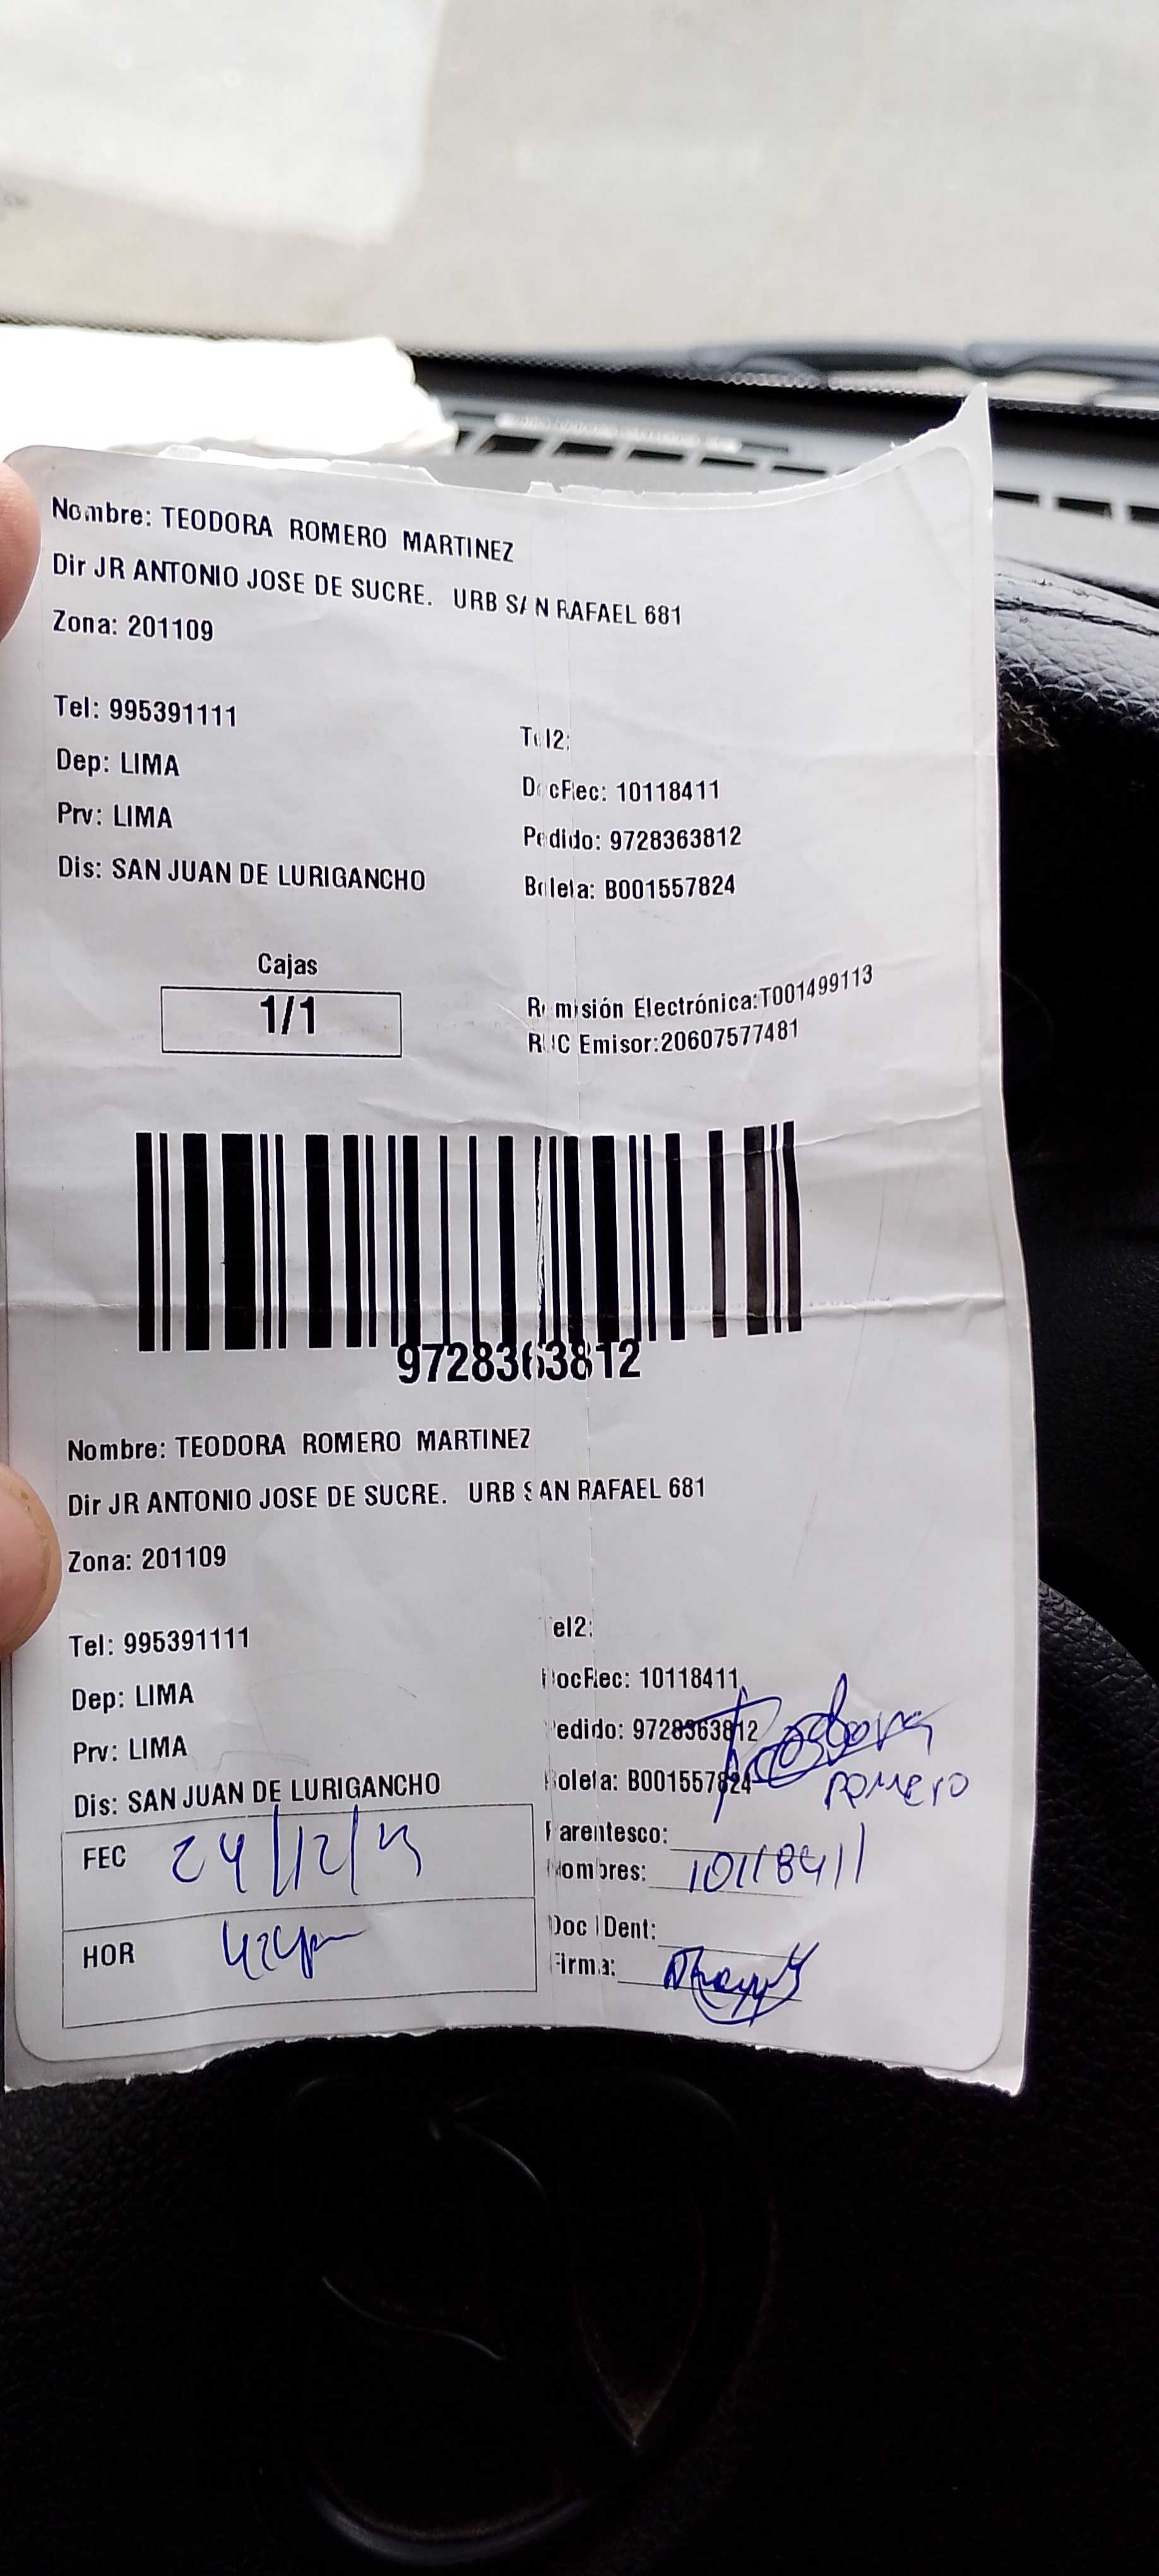 Nombre: TEODORA ROMERO MARTINEZ
Dir JR ANTONIO JOSE DE SUCRE. URB SAN RAFAEL 681
Zona: 201109
Tel: 995391111
Tel2:
Dep: LIMA
DocRec: 10118411
Prv: LIMA
Pedido: 9728363812
Dis: SAN JUAN DE LURIGANCHO
Boleta: B001557824
Cajas
1/1
Remisión Electrónica:T001499113
RUC Emisor:20607577481
9728363812
Nombre: TEODORA ROMERO MARTINEZ
Dir JR ANTONIO JOSE DE SUCRE. URB SAN RAFAEL 681
Zona: 201109
Tel: 995391111
Tel2:
Dep: LIMA
DocRec: 10118411
Prv: LIMA
Pedido: 9728363812
Dis: SAN JUAN DE LURIGANCHO
Boleta: B001557824
Teodora
ROMERO
FEC 24/12/
Parentesco:
Nombres: 10118411
HOR
Doc Dent:
Firma: